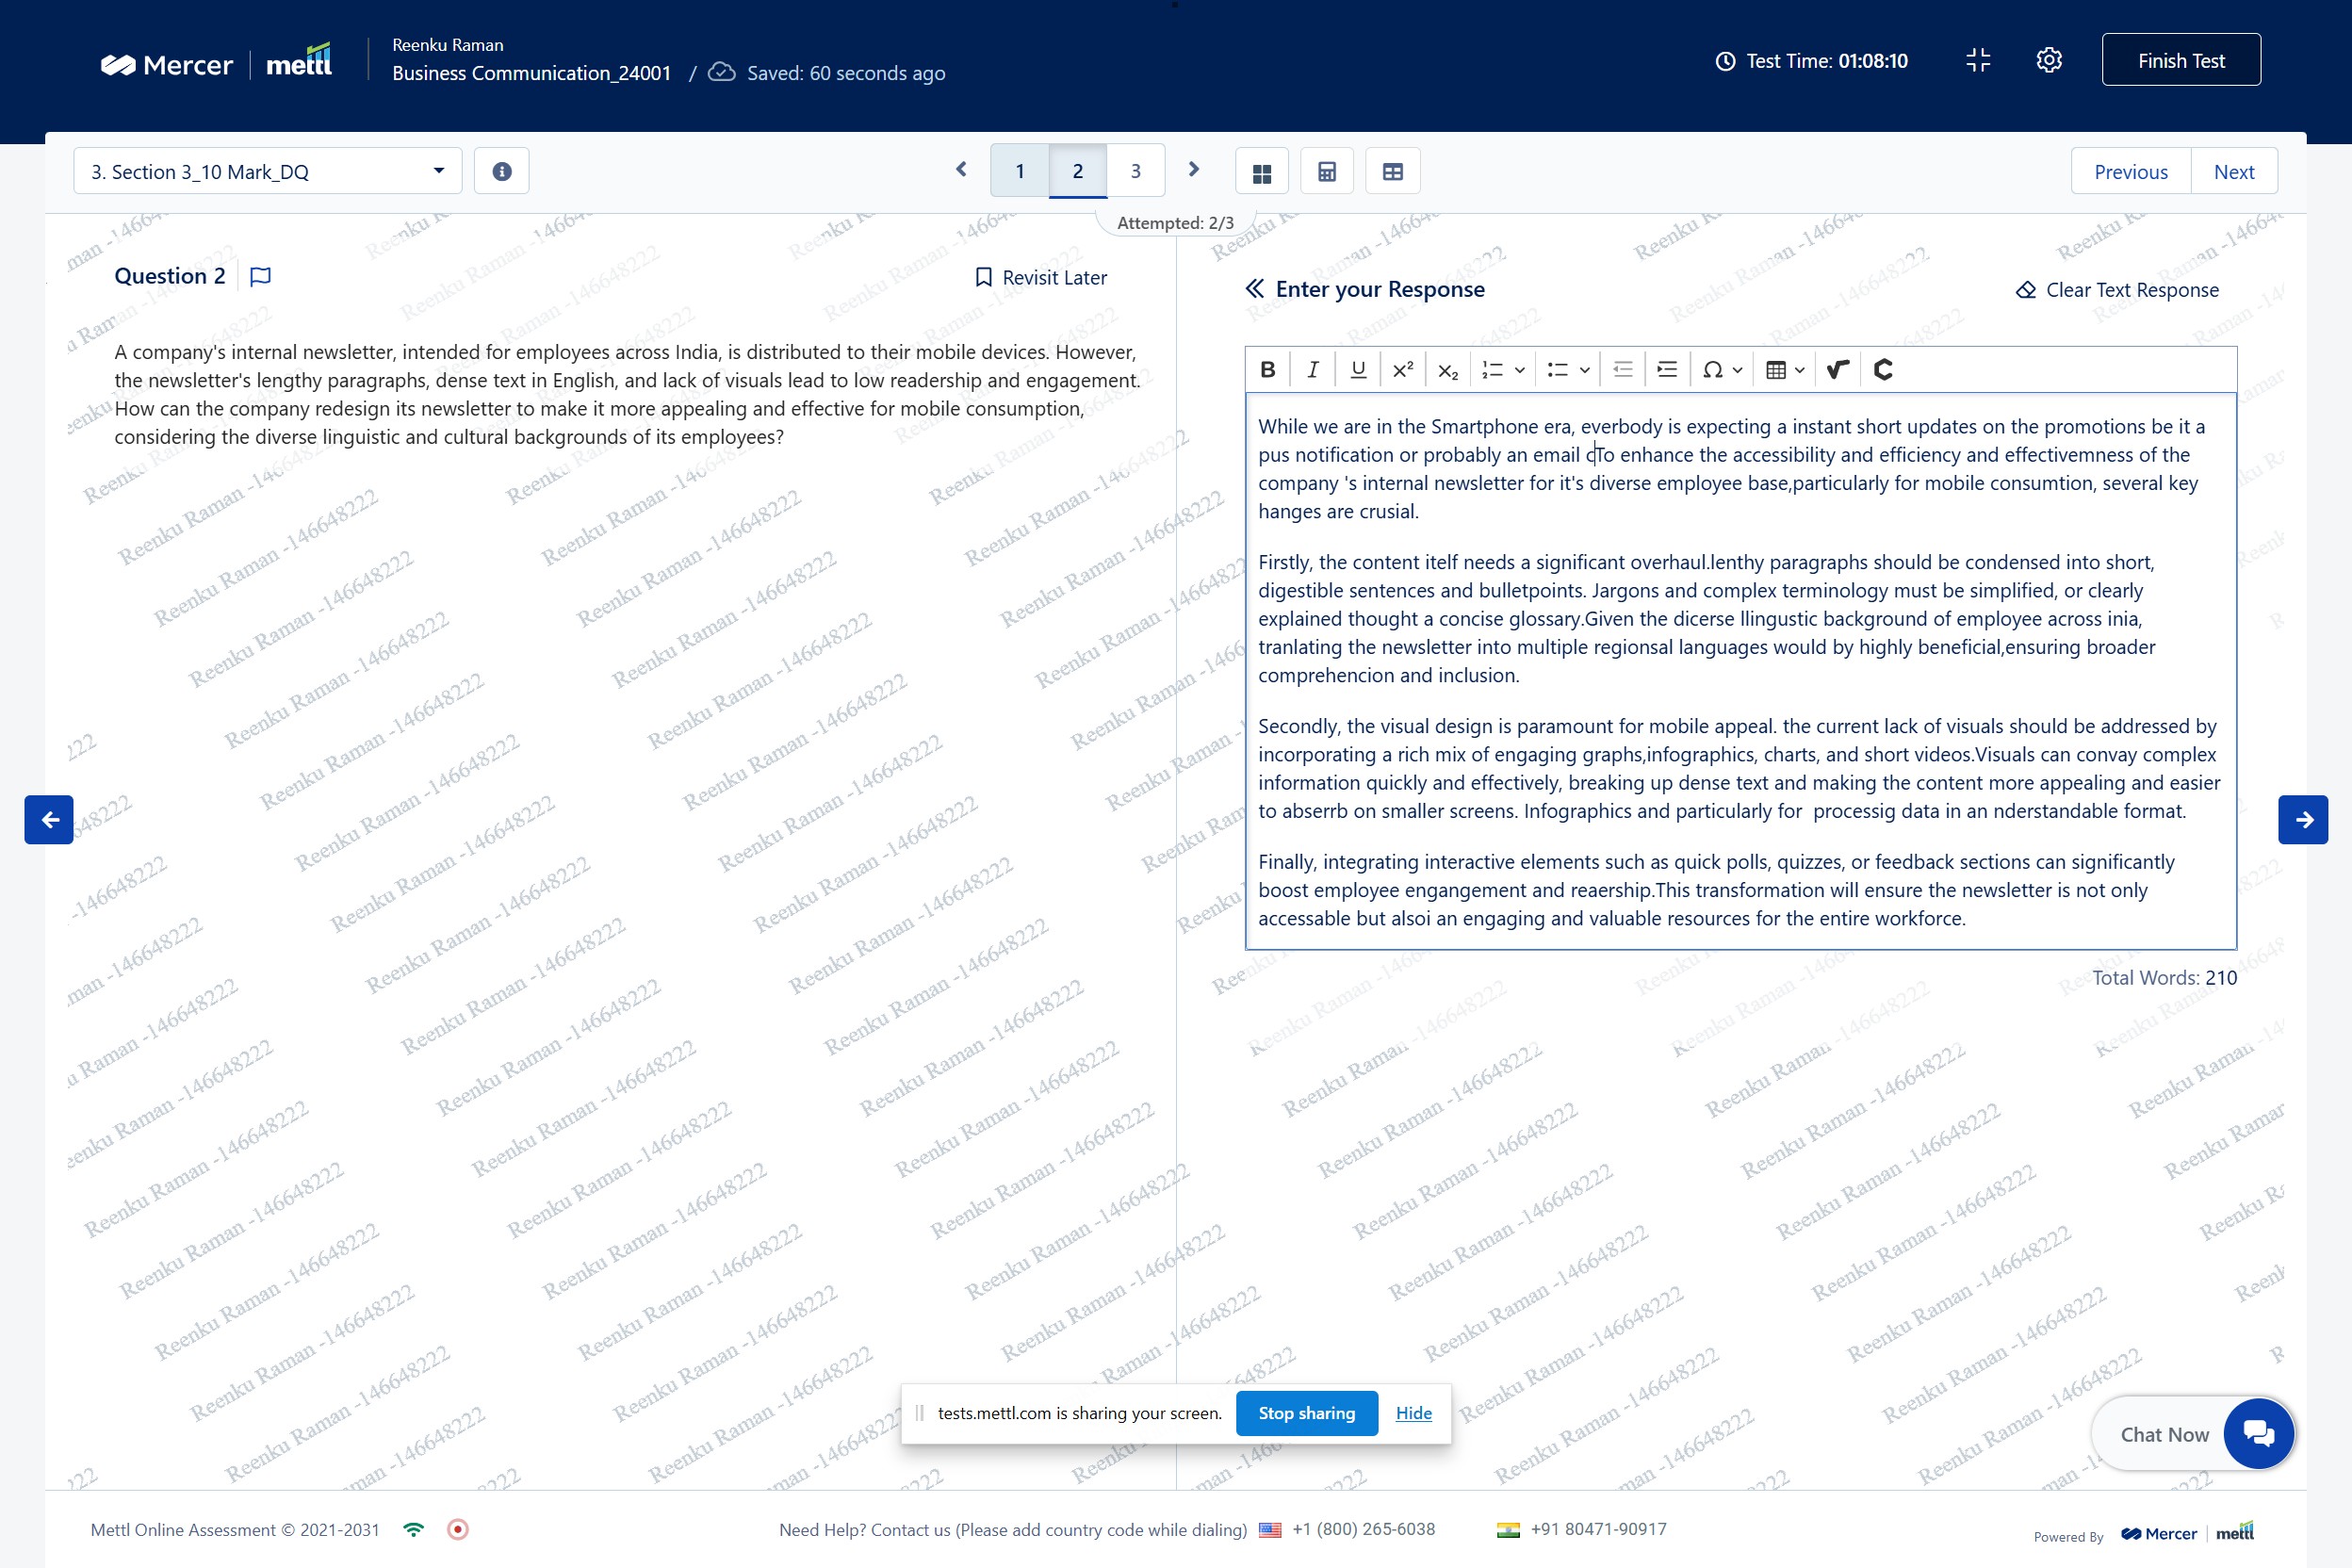 Mercer | mettl
Reenku Raman
Business Communication_24001 / Saved: 60 seconds ago
Test Time: 01:08:10
Finish Test
3. Section 3_10 Mark_DQ
1 2 3
Previous Next
Attempted: 2/3
Question 2
Revisit Later
A company's internal newsletter, intended for employees across India, is distributed to their mobile devices. However,
the newsletter's lengthy paragraphs, dense text in English, and lack of visuals lead to low readership and engagement.
How can the company redesign its newsletter to make it more appealing and effective for mobile consumption,
considering the diverse linguistic and cultural backgrounds of its employees?
Enter your Response
Clear Text Response
While we are in the Smartphone era, everbody is expecting a instant short updates on the promotions be it a
pus notification or probably an email cTo enhance the accessibility and efficiency and effectivemness of the
company 's internal newsletter for it's diverse employee base,particularly for mobile consumtion, several key
hanges are crusial.
Firstly, the content itelf needs a significant overhaul.lenthy paragraphs should be condensed into short,
digestible sentences and bulletpoints. Jargons and complex terminology must be simplified, or clearly
explained thought a concise glossary.Given the dicerse llingustic background of employee across inia,
tranlating the newsletter into multiple regionsal languages would by highly beneficial,ensuring broader
comprehencion and inclusion.
Secondly, the visual design is paramount for mobile appeal. the current lack of visuals should be addressed by
incorporating a rich mix of engaging graphs,infographics, charts, and short videos.Visuals can convay complex
information quickly and effectively, breaking up dense text and making the content more appealing and easier
to abserrb on smaller screens. Infographics and particularly for  processig data in an nderstandable format.
Finally, integrating interactive elements such as quick polls, quizzes, or feedback sections can significantly
boost employee engangement and reaership.This transformation will ensure the newsletter is not only
accessable but alsoi an engaging and valuable resources for the entire workforce.
Total Words: 210
Reenku Raman -146648222
tests.mettl.com is sharing your screen. Stop sharing Hide
Chat Now
Mettl Online Assessment © 2021-2031
Need Help? Contact us (Please add country code while dialing) +1 (800) 265-6038 +91 80471-90917
Powered By Mercer | mettl